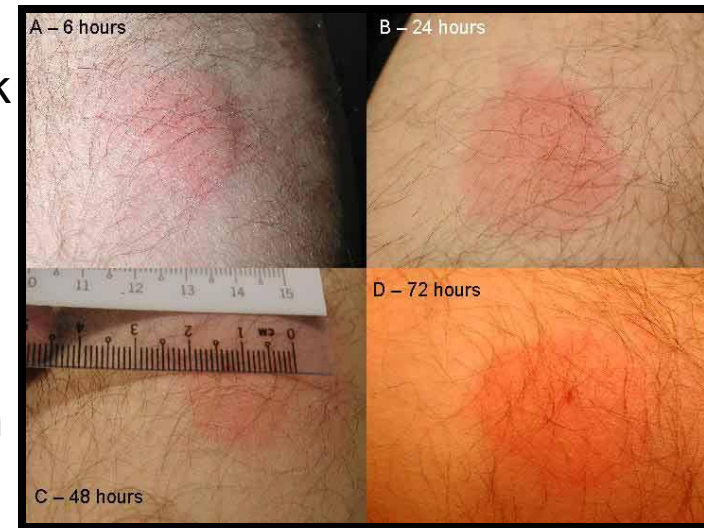 A – 6 hours
B – 24 hours
11 12 13 14 15
4 3 2 1 0
cm
D – 72 hours
C – 48 hours